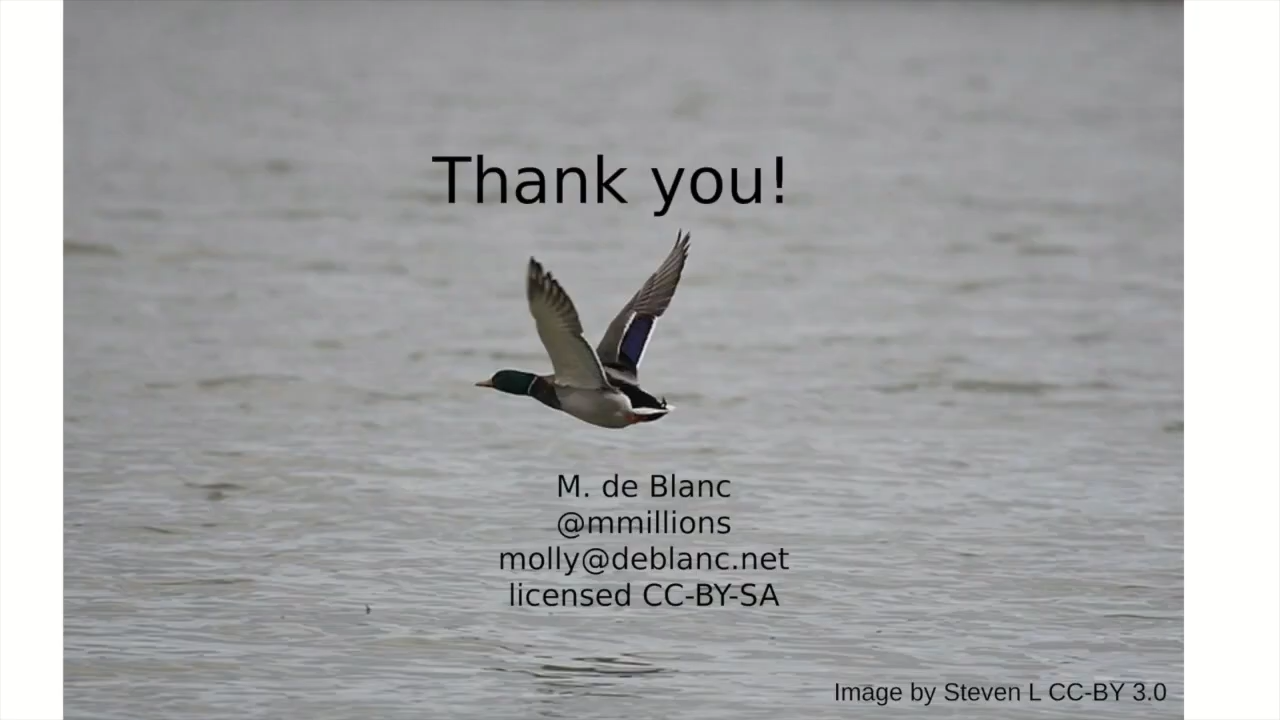 Thank you!
M. de Blanc
@mmillions
molly@deblanc.net
licensed CC-BY-SA
Image by Steven L CC-BY 3.0